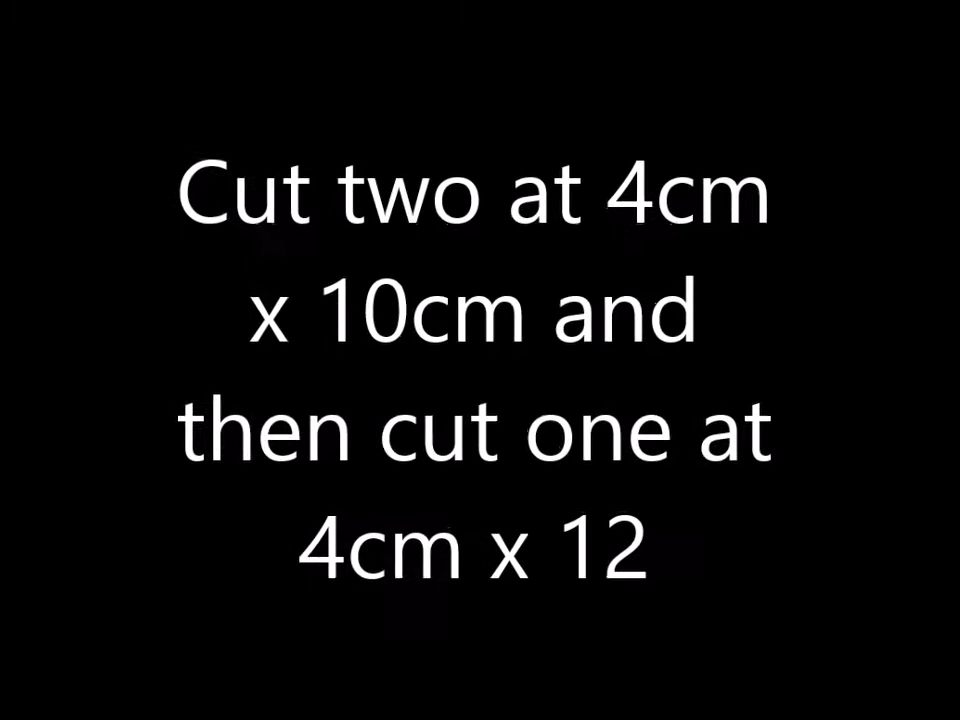 Cut two at 4cm
x 10cm and
then cut one at
4cm x 12